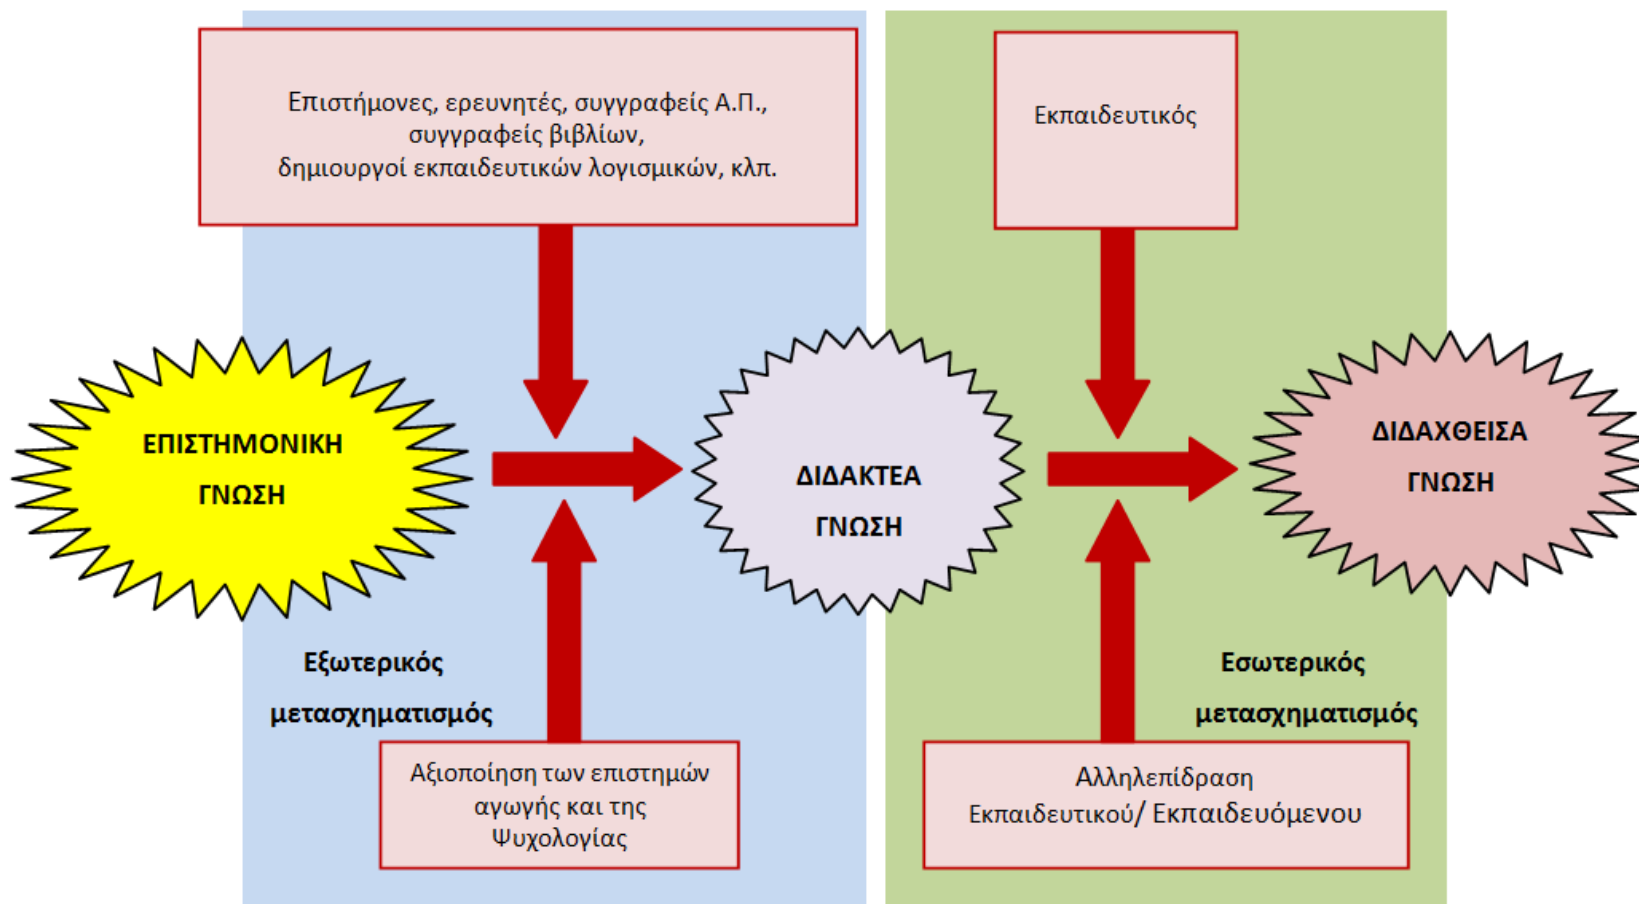 Επιστήμονες, ερευνητές, συγγραφείς Α.Π.,
συγγραφείς βιβλίων,
δημιουργοί εκπαιδευτικών λογισμικών, κλπ.
Εκπαιδευτικός
ΕΠΙΣΤΗΜΟΝΙΚΗ
ΓΝΩΣΗ
ΔΙΔΑΚΤΕΑ
ΓΝΩΣΗ
ΔΙΔΑΧΘΕΙΣΑ
ΓΝΩΣΗ
Εξωτερικός
μετασχηματισμός
Εσωτερικός
μετασχηματισμός
Αξιοποίηση των επιστημών
αγωγής και της
Ψυχολογίας
Αλληλεπίδραση
Εκπαιδευτικού/ Εκπαιδευόμενου